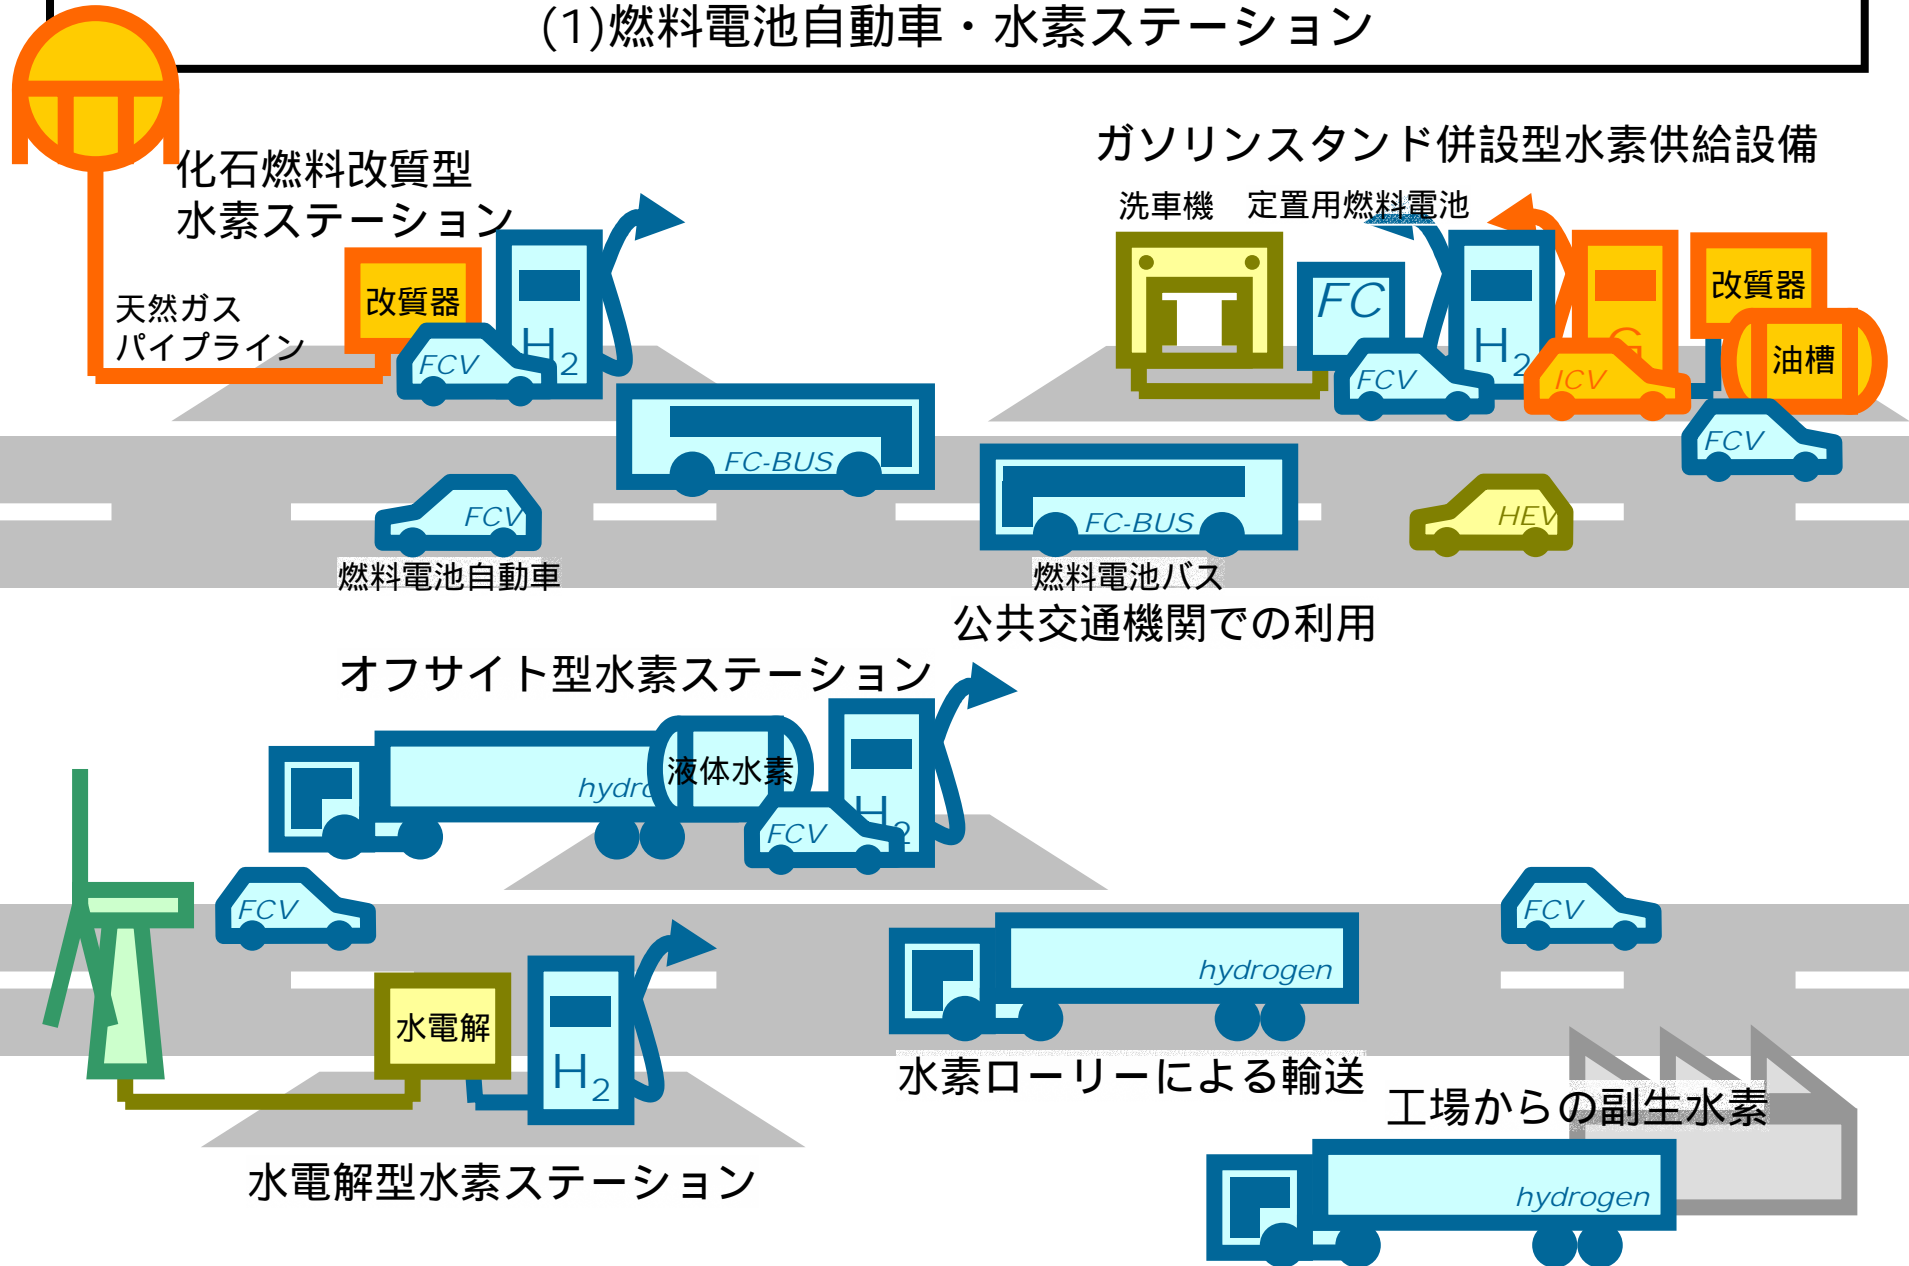 (1)燃料電池自動車・水素ステーション
化石燃料改質型
水素ステーション
天然ガス
パイプライン
改質器
H2
FCV
ガソリンスタンド併設型水素供給設備
洗車機
定置用燃料電池
FC
H2
G
改質器
油槽
FCV
ICV
FCV
FC-BUS
FCV
FC-BUS
HEV
燃料電池自動車
燃料電池バス
公共交通機関での利用
オフサイト型水素ステーション
液体水素
hydro
H2
FCV
FCV
FCV
hydrogen
水電解
H2
水素ローリーによる輸送
工場からの副生水素
水電解型水素ステーション
hydrogen